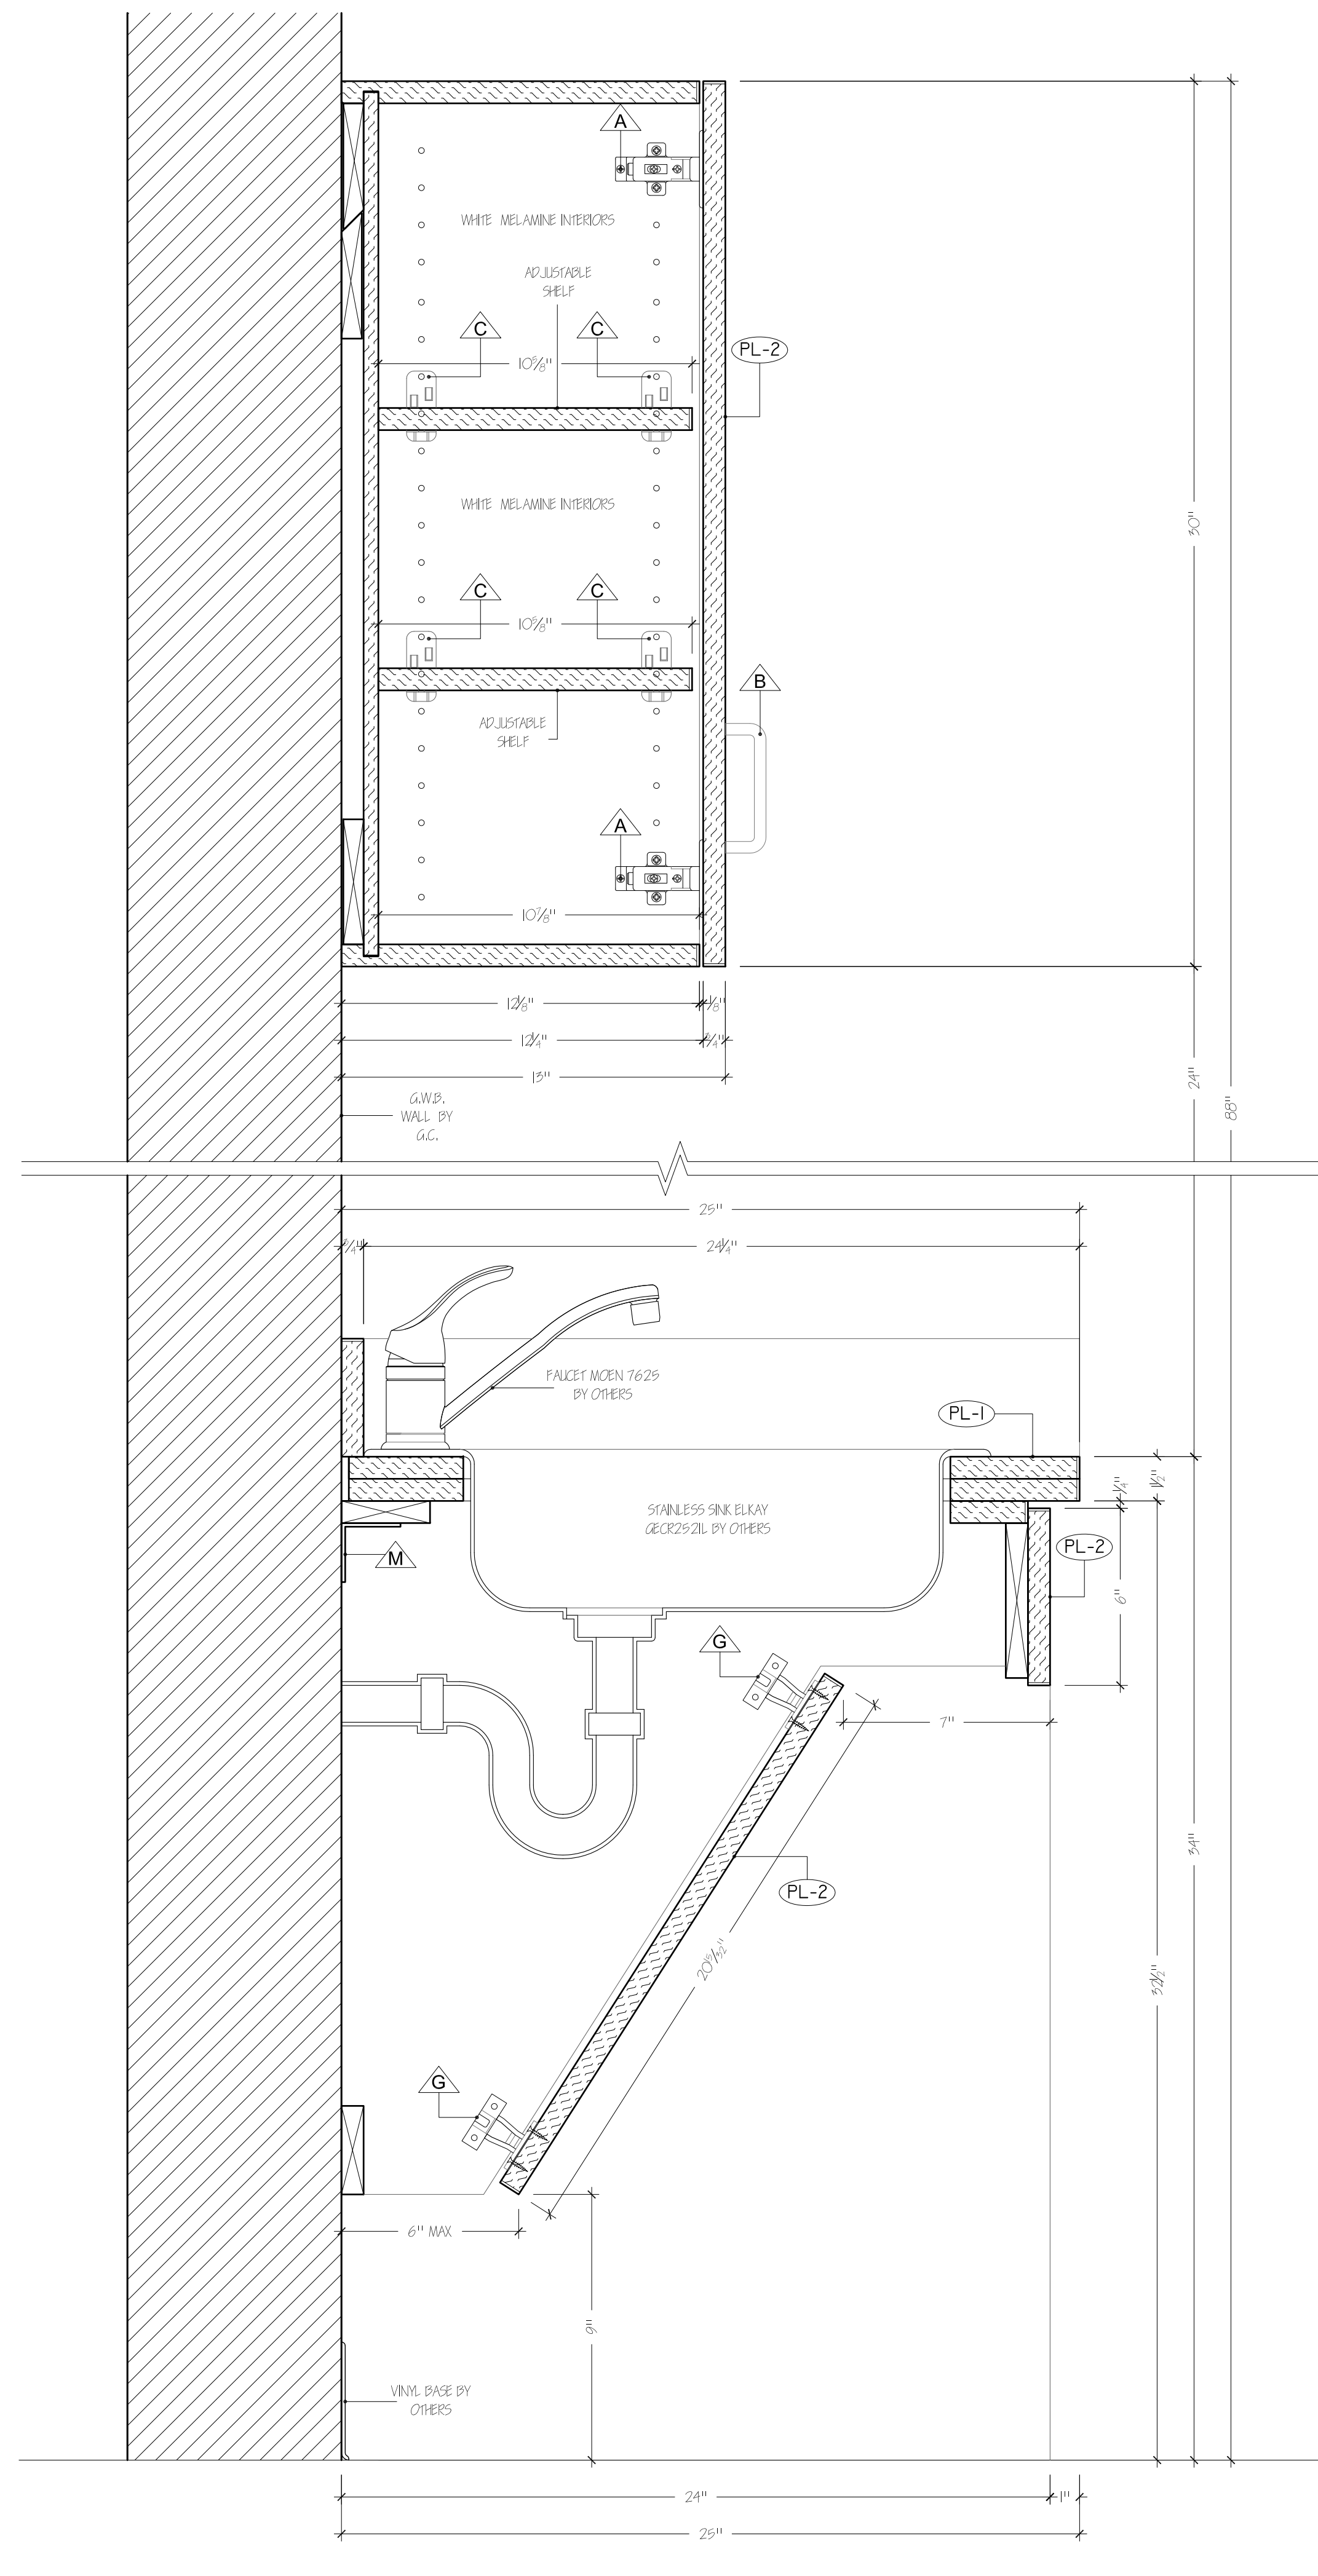 A
WHITE MELAMINE INTERIORS
ADJUSTABLE
SHELF
C
C
PL-2
10⅝"
WHITE MELAMINE INTERIORS
30"
C
C
10⅝"
B
ADJUSTABLE
SHELF
A
10⅞"
12⅛"
⅛"
12¼"
¾"
13"
24"
88"
G.W.B.
WALL BY
G.C.
25"
¾"
24¼"
FAUCET MOEN 7625
BY OTHERS
PL-1
¼"
1½"
STAINLESS SINK ELKAY
GECR2521L BY OTHERS
PL-2
M
6"
G
7"
34"
PL-2
20 15/32"
32½"
G
6" MAX
9"
VINYL BASE BY
OTHERS
24"
1"
25"